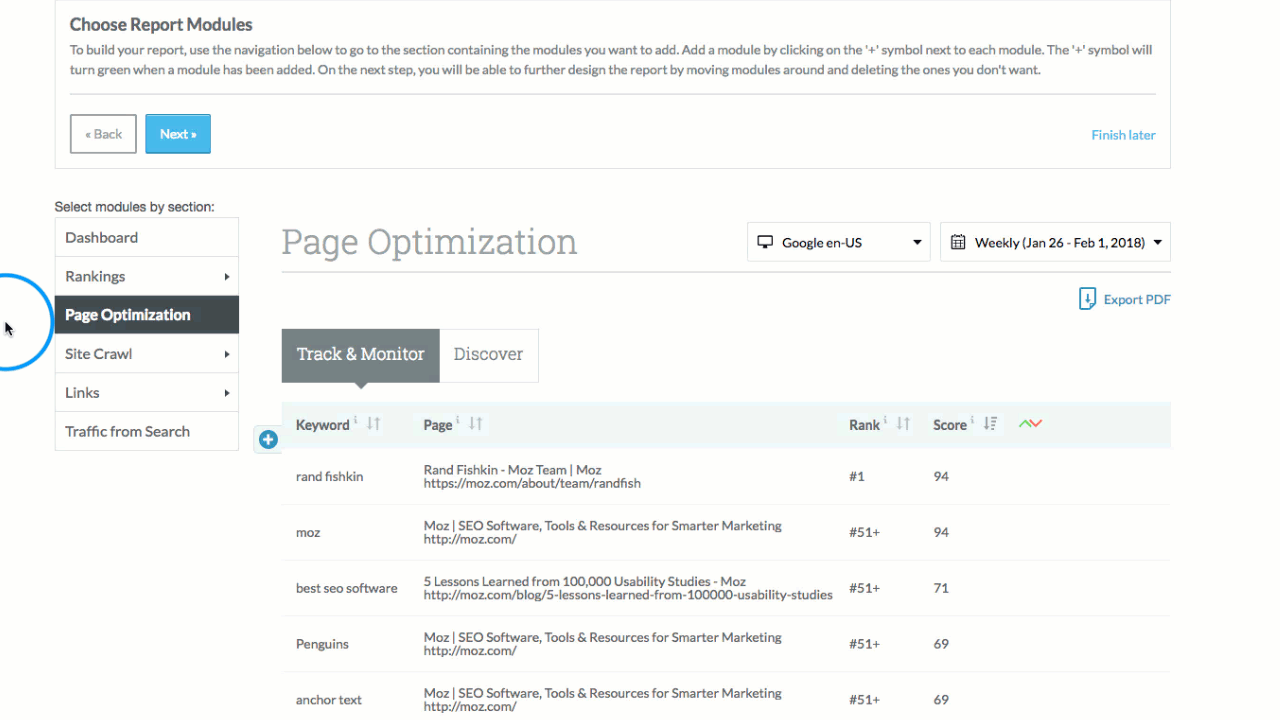 Choose Report Modules
To build your report, use the navigation below to go to the section containing the modules you want to add. Add a module by clicking on the '+' symbol next to each module. The '+' symbol will
turn green when a module has been added. On the next step, you will be able to further design the report by moving modules around and deleting the ones you don't want.
« Back Next » Finish later
Select modules by section:
Dashboard
Rankings
Page Optimization
Site Crawl
Links
Traffic from Search
Page Optimization
Google en-US
Weekly (Jan 26 - Feb 1, 2018)
Export PDF
Track & Monitor Discover
Keyword Page Rank Score
rand fishkin
Rand Fishkin - Moz Team | Moz
https://moz.com/about/team/randfish
#1 94
moz
Moz | SEO Software, Tools & Resources for Smarter Marketing
http://moz.com/
#51+ 94
best seo software
5 Lessons Learned from 100,000 Usability Studies - Moz
http://moz.com/blog/5-lessons-learned-from-100000-usability-studies
#51+ 71
Penguins
Moz | SEO Software, Tools & Resources for Smarter Marketing
http://moz.com/
#51+ 69
anchor text
Moz | SEO Software, Tools & Resources for Smarter Marketing
http://moz.com/
#51+ 69